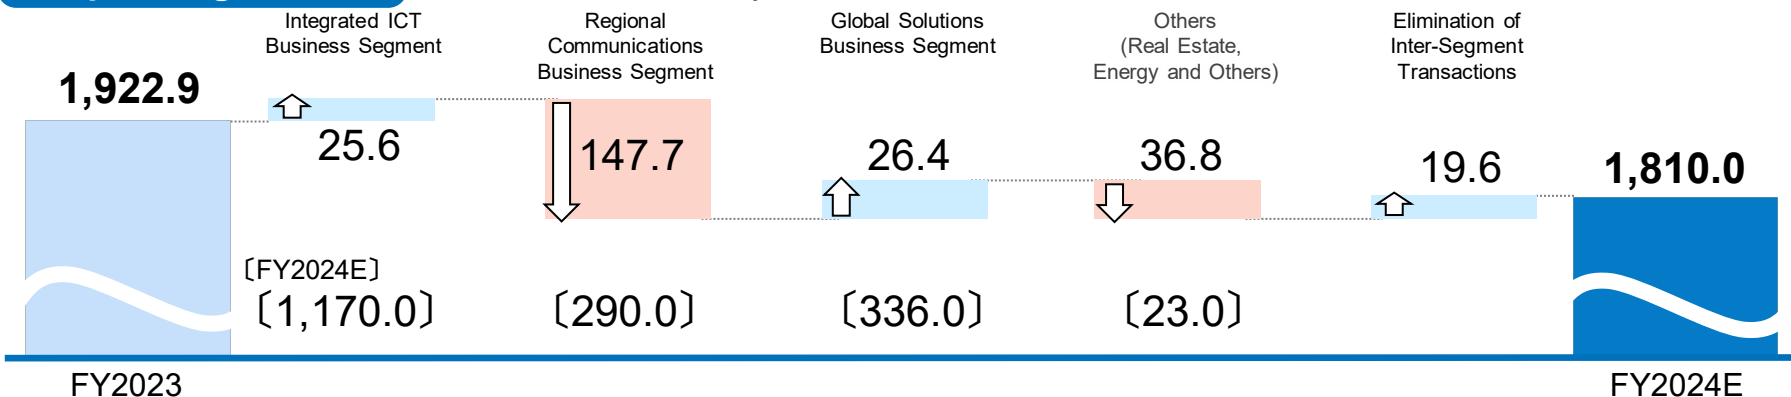 Integrated ICT
Business Segment
Regional
Communications
Business Segment
Global Solutions
Business Segment
Others
(Real Estate,
Energy and Others)
Elimination of
Inter-Segment
Transactions
1,922.9
25.6
147.7
26.4
36.8
19.6
1,810.0
〔FY2024E〕
〔1,170.0〕
〔290.0〕
〔336.0〕
〔23.0〕
FY2023
FY2024E